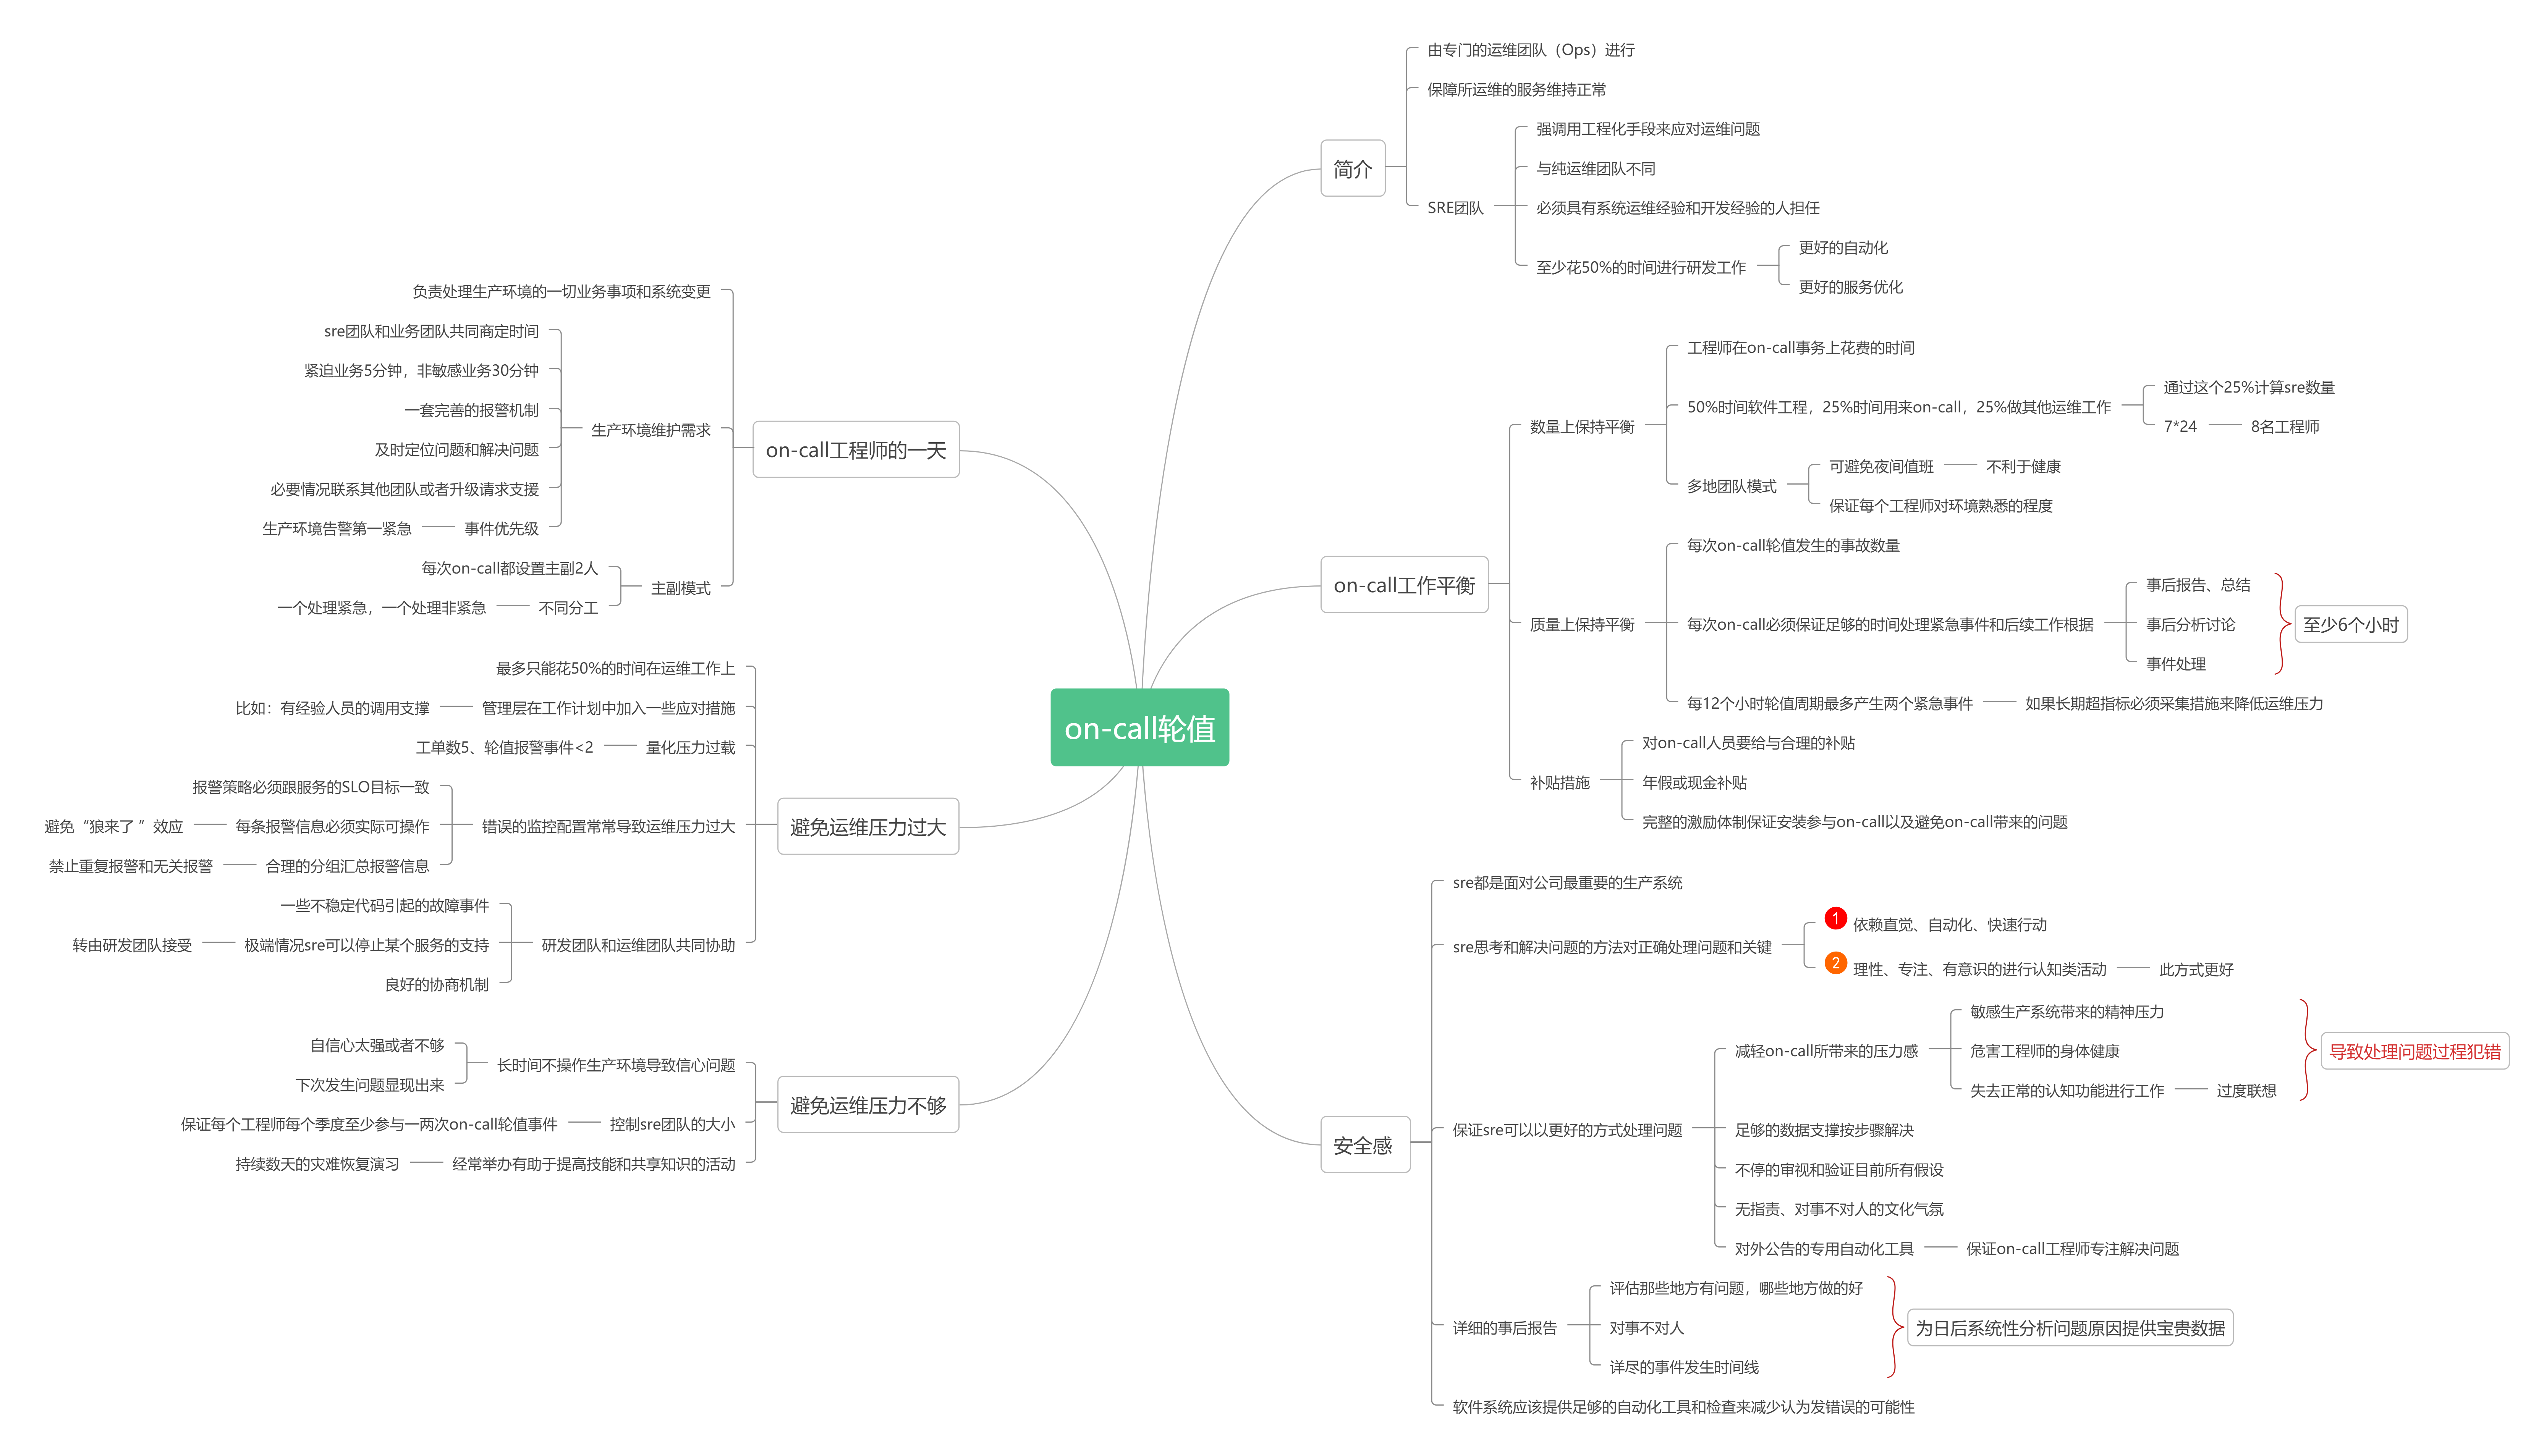 on-call轮值
简介
由专门的运维团队（Ops）进行
保障所运维的服务维持正常
SRE团队
强调用工程化手段来应对运维问题
与纯运维团队不同
必须具有系统运维经验和开发经验的人担任
至少花50%的时间进行研发工作
更好的自动化
更好的服务优化
on-call工作平衡
数量上保持平衡
工程师在on-call事务上花费的时间
50%时间软件工程，25%时间用来on-call，25%做其他运维工作
通过这个25%计算sre数量
7*24
8名工程师
多地团队模式
可避免夜间值班
不利于健康
保证每个工程师对环境熟悉的程度
质量上保持平衡
每次on-call轮值发生的事故数量
每次on-call必须保证足够的时间处理紧急事件和后续工作根据
事后报告、总结
事后分析讨论
事件处理
至少6个小时
每12个小时轮值周期最多产生两个紧急事件
如果长期超指标必须采集措施来降低运维压力
补贴措施
对on-call人员要给与合理的补贴
年假或现金补贴
完整的激励体制保证安装参与on-call以及避免on-call带来的问题
安全感
sre都是面对公司最重要的生产系统
sre思考和解决问题的方法对正确处理问题和关键
1 依赖直觉、自动化、快速行动
2 理性、专注、有意识的进行认知类活动
此方式更好
保证sre可以以更好的方式处理问题
减轻on-call所带来的压力感
敏感生产系统带来的精神压力
危害工程师的身体健康
失去正常的认知功能进行工作
过度联想
导致处理问题过程犯错
足够的数据支撑按步骤解决
不停的审视和验证目前所有假设
无指责、对事不对人的文化气氛
对外公告的专用自动化工具
保证on-call工程师专注解决问题
详细的事后报告
评估那些地方有问题，哪些地方做的好
对事不对人
详尽的事件发生时间线
为日后系统性分析问题原因提供宝贵数据
软件系统应该提供足够的自动化工具和检查来减少认为发错误的可能性
on-call工程师的一天
负责处理生产环境的一切业务事项和系统变更
生产环境维护需求
sre团队和业务团队共同商定时间
紧迫业务5分钟，非敏感业务30分钟
一套完善的报警机制
及时定位问题和解决问题
必要情况联系其他团队或者升级请求支援
事件优先级
生产环境告警第一紧急
主副模式
每次on-call都设置主副2人
不同分工
一个处理紧急，一个处理非紧急
避免运维压力过大
最多只能花50%的时间在运维工作上
管理层在工作计划中加入一些应对措施
比如：有经验人员的调用支撑
量化压力过载
工单数5、轮值报警事件<2
错误的监控配置常常导致运维压力过大
报警策略必须跟服务的SLO目标一致
每条报警信息必须实际可操作
避免“狼来了 ”效应
合理的分组汇总报警信息
禁止重复报警和无关报警
研发团队和运维团队共同协助
一些不稳定代码引起的故障事件
极端情况sre可以停止某个服务的支持
转由研发团队接受
良好的协商机制
避免运维压力不够
长时间不操作生产环境导致信心问题
自信心太强或者不够
下次发生问题显现出来
控制sre团队的大小
保证每个工程师每个季度至少参与一两次on-call轮值事件
经常举办有助于提高技能和共享知识的活动
持续数天的灾难恢复演习